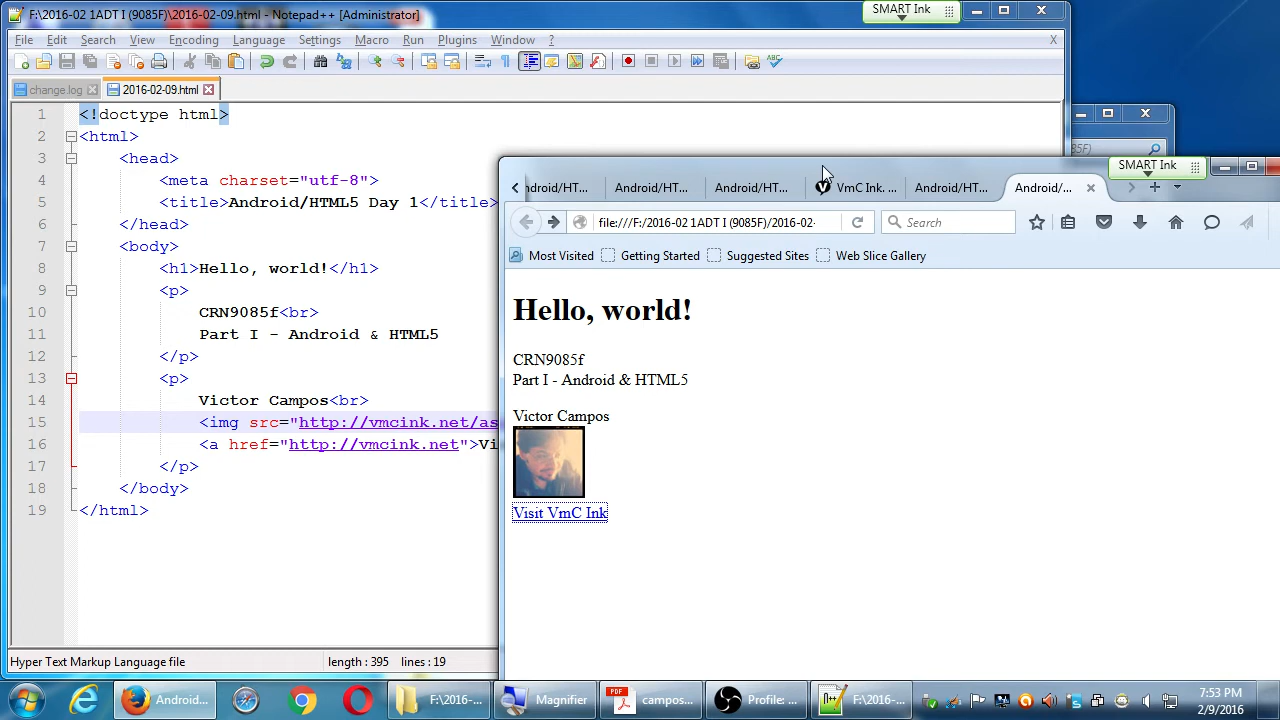 F:\2016-02 1ADT I (9085F)\2016-02-09.html - Notepad++ [Administrator]
SMART Ink
File Edit Search View Encoding Language Settings Macro Run Plugins Window ? X
change.log 2016-02-09.html
1 <!doctype html>
2 <html>
3 <head>
4 <meta charset="utf-8">
5 <title>Android/HTML5 Day 1</title>
6 </head>
7 <body>
8 <h1>Hello, world!</h1>
9 <p>
10 CRN9085f<br>
11 Part I - Android & HTML5
12 </p>
13 <p>
14 Victor Campos<br>
15 <img src="http://vmcink.net/as
16 <a href="http://vmcink.net">Vi
17 </p>
18 </body>
19 </html>
Hyper Text Markup Language file length : 395 lines : 19
85F)
SMART Ink
ndroid/HT... Android/HT... Android/HT... VmC Ink. ... Android/HT... Android/...
file:///F:/2016-02 1ADT I (9085F)/2016-02- Search
Most Visited Getting Started Suggested Sites Web Slice Gallery
Hello, world!
CRN9085f
Part I - Android & HTML5
Victor Campos
Visit VmC Ink
Android... F:\2016-... Magnifier PDF campos... Profile: ... F:\2016-...
7:53 PM
2/9/2016